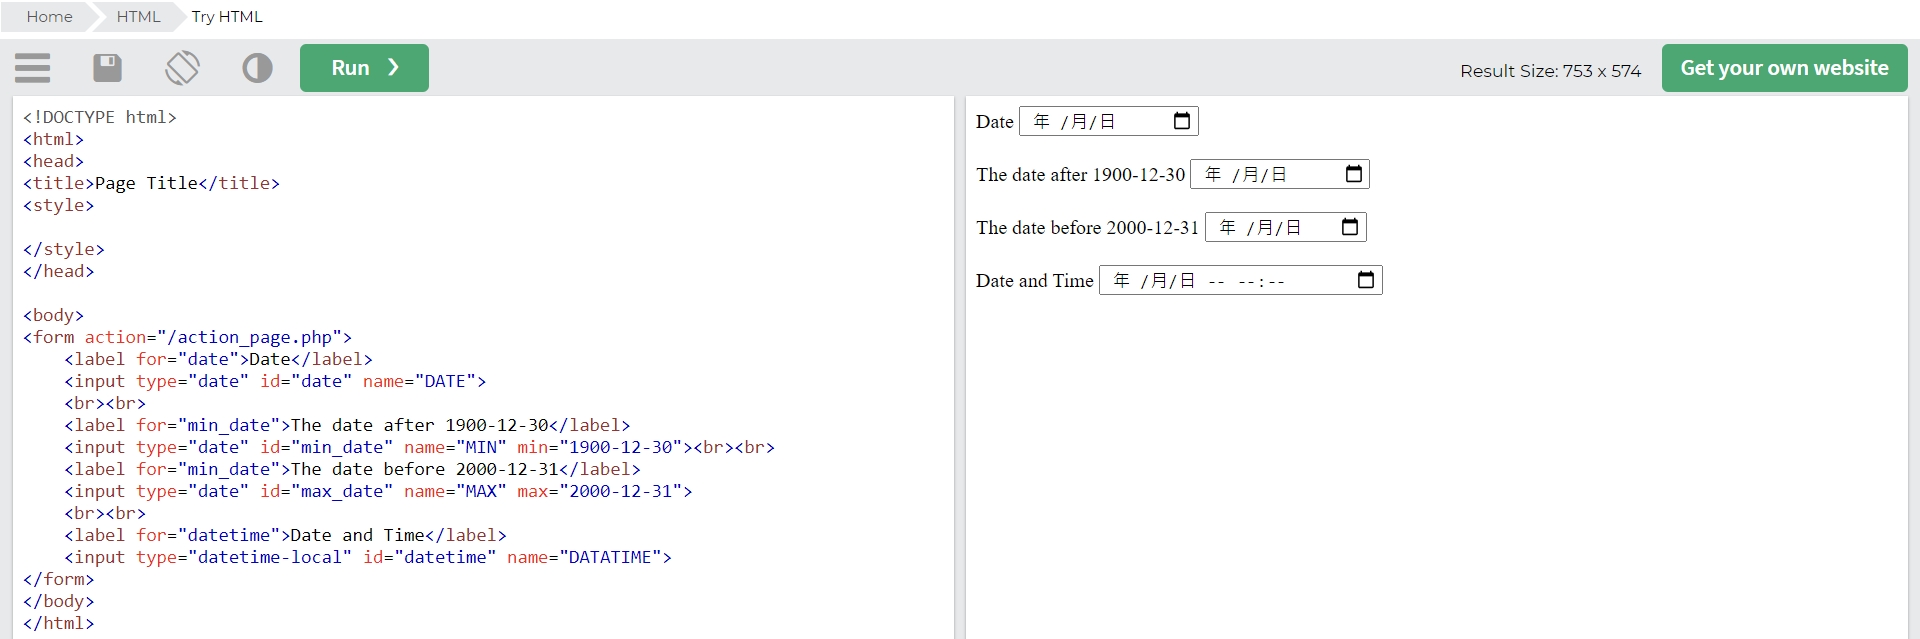 Home HTML Try HTML
Run ❯ Result Size: 753 x 574 Get your own website
<!DOCTYPE html>
<html>
<head>
<title>Page Title</title>
<style>

</style>
</head>

<body>
<form action="/action_page.php">
    <label for="date">Date</label>
    <input type="date" id="date" name="DATE">
    <br><br>
    <label for="min_date">The date after 1900-12-30</label>
    <input type="date" id="min_date" name="MIN" min="1900-12-30"><br><br>
    <label for="min_date">The date before 2000-12-31</label>
    <input type="date" id="max_date" name="MAX" max="2000-12-31">
    <br><br>
    <label for="datetime">Date and Time</label>
    <input type="datetime-local" id="datetime" name="DATATIME">
</form>
</body>
</html>
Date 年 /月/日
The date after 1900-12-30 年 /月/日
The date before 2000-12-31 年 /月/日
Date and Time 年 /月/日 -- --:--